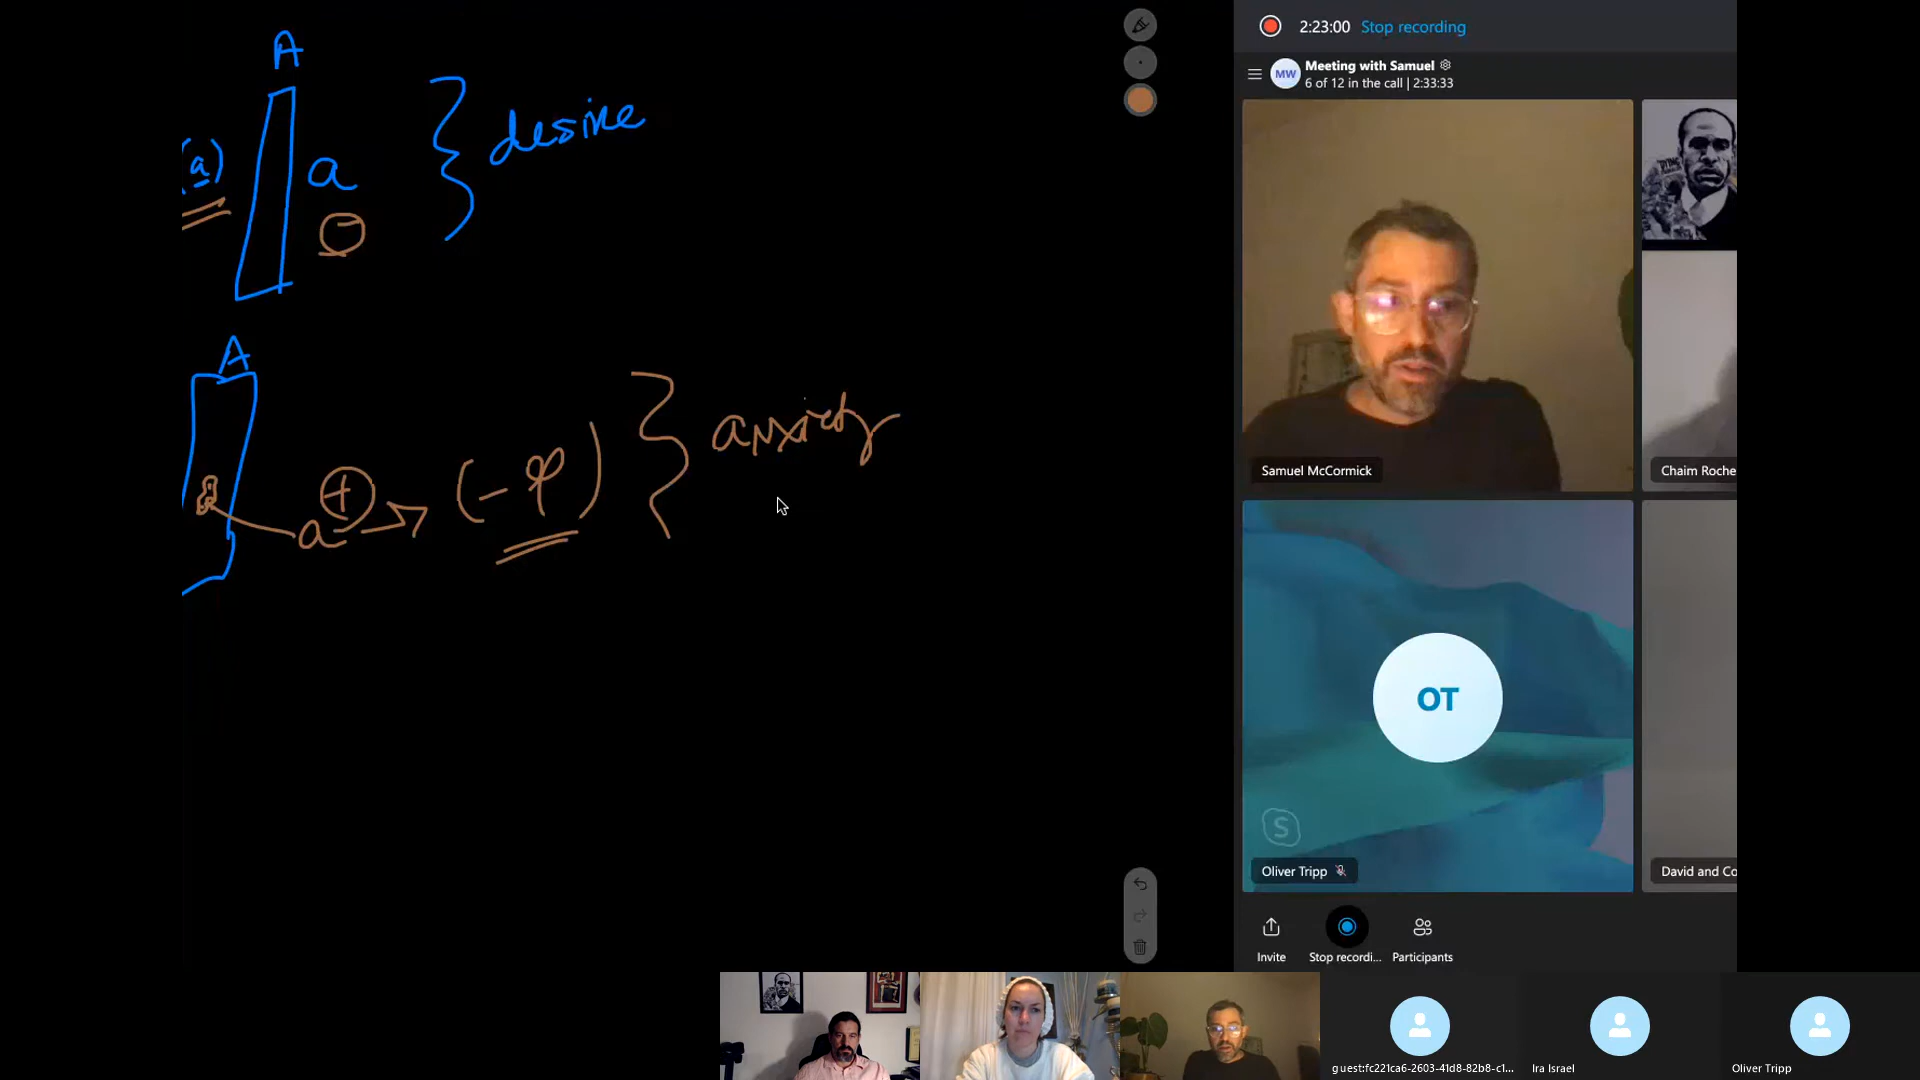 A
(a)
a
−
desire
A
a
+
a
(-φ)
anxiety
2:23:00 Stop recording
MW
Meeting with Samuel
6 of 12 in the call | 2:33:33
Samuel McCormick
Chaim Roche
OT
S
Oliver Tripp
David and Co
Invite
Stop recordi...
Participants
guest:fc221ca6-2603-41d8-82b8-c1...
Ira Israel
Oliver Tripp